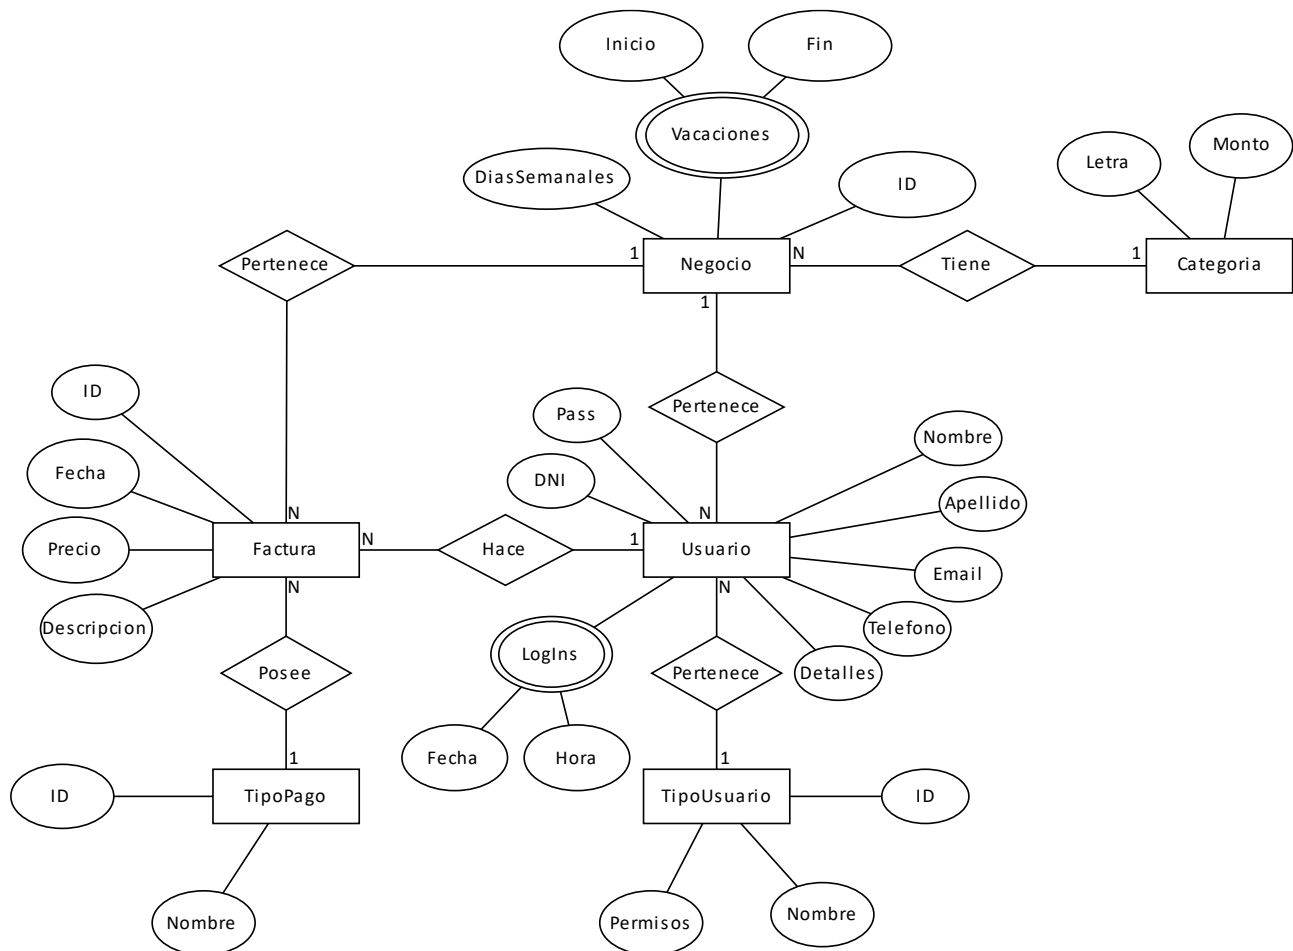 Inicio
Fin
Vacaciones
Monto
Letra
DiasSemanales
ID
Pertenece
1
Negocio
N
Tiene
1
Categoria
1
ID
Pass
Pertenece
Nombre
Fecha
DNI
Apellido
N
N
Precio
Factura
N
Hace
1
Usuario
Email
N
N
Descripcion
Telefono
LogIns
Posee
Pertenece
Detalles
Fecha
Hora
1
1
ID
TipoPago
TipoUsuario
ID
Nombre
Permisos
Nombre